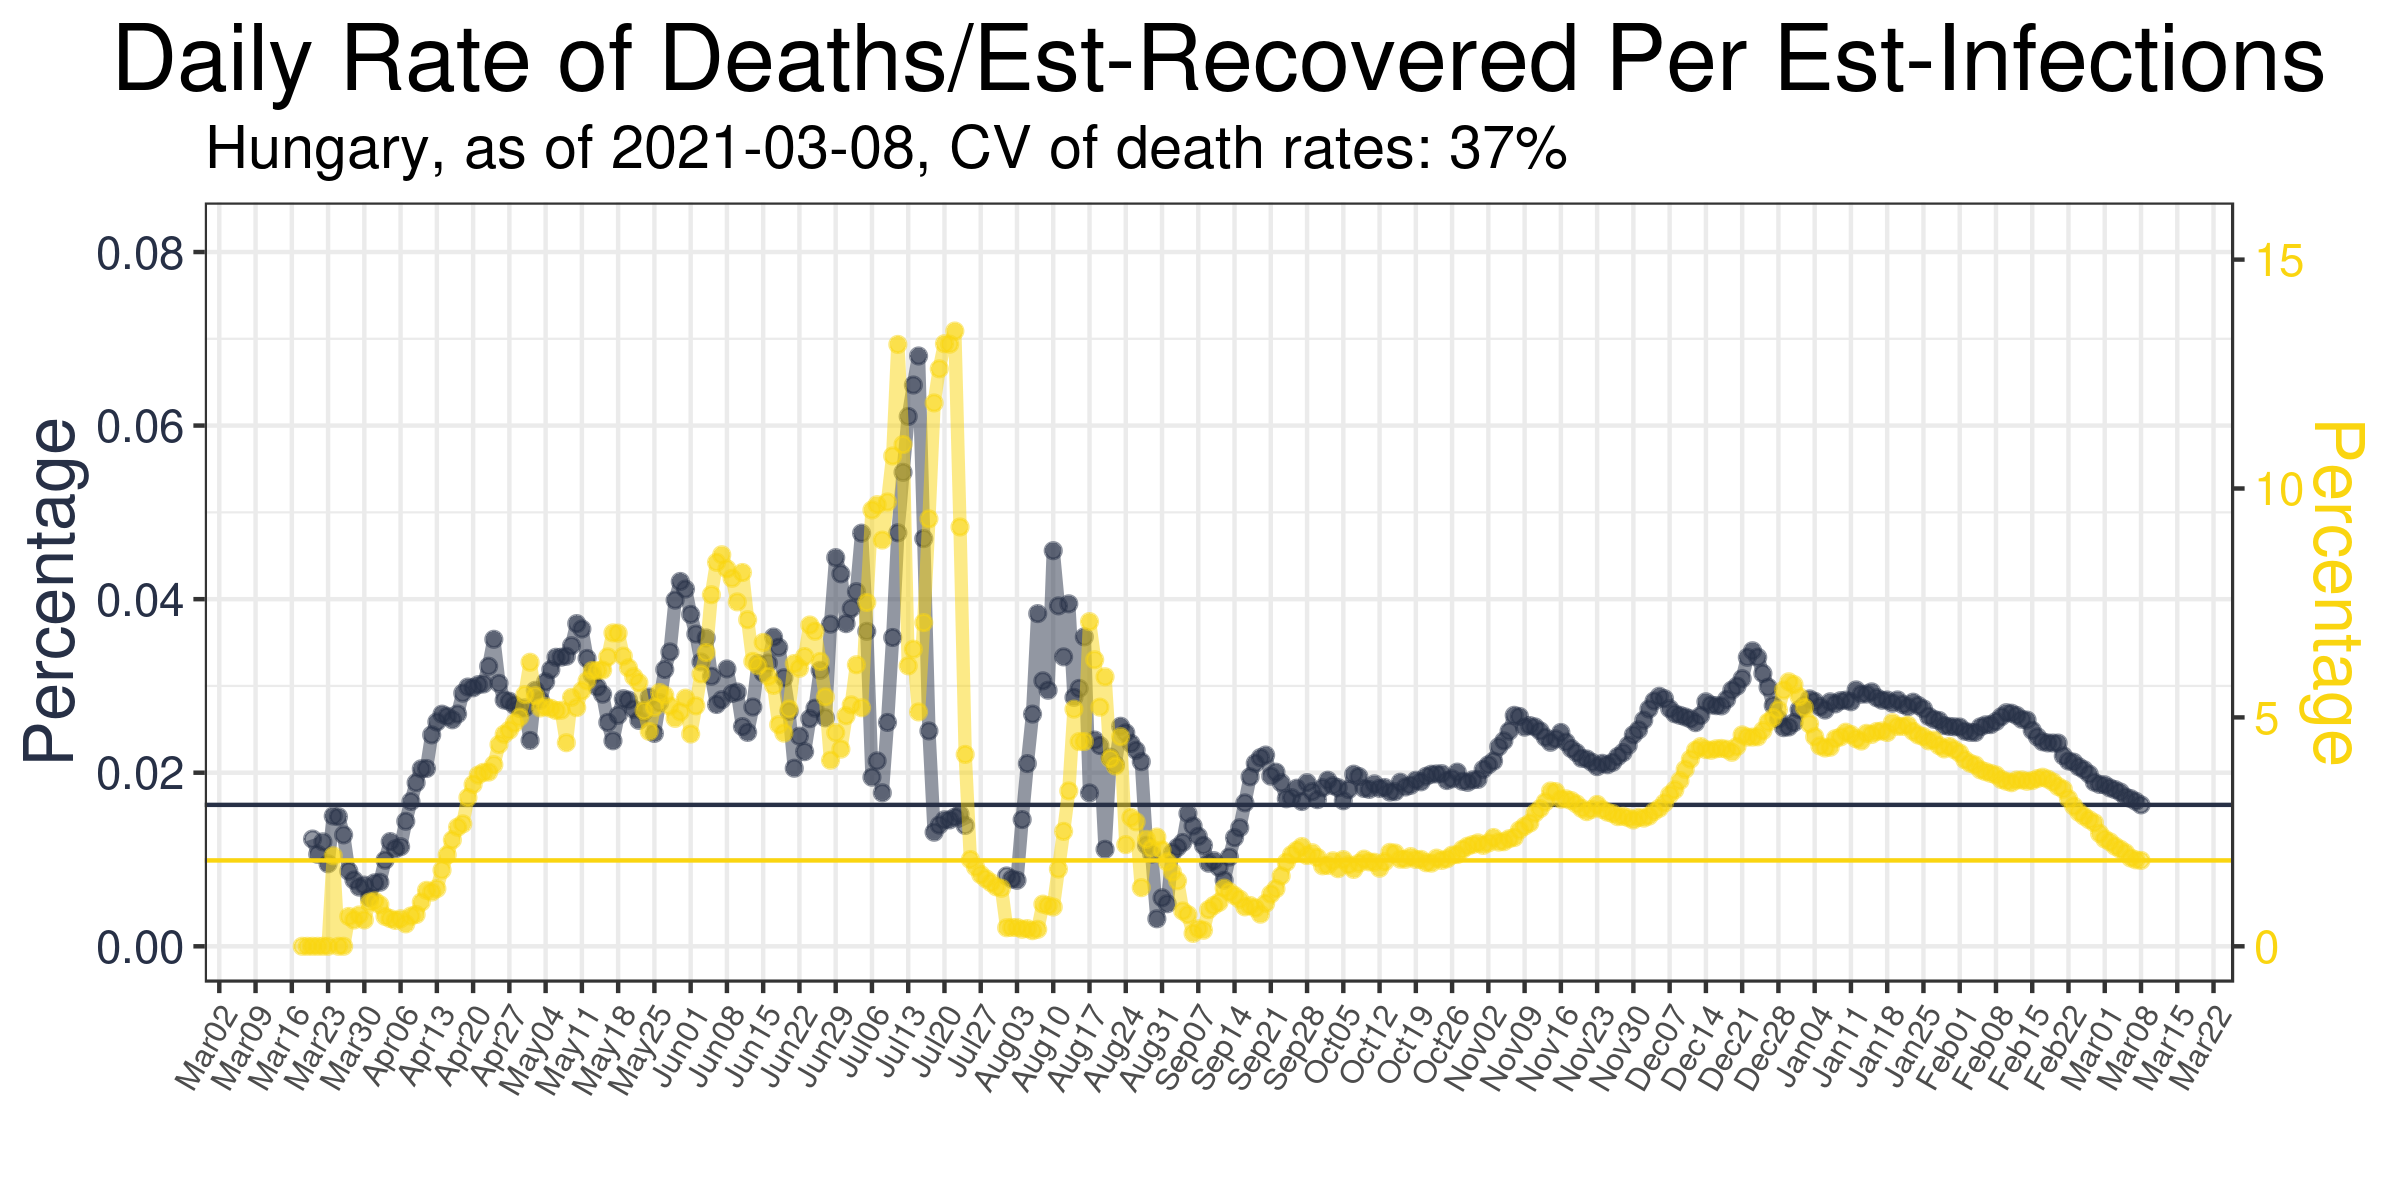 Daily Rate of Deaths/Est-Recovered Per Est-Infections
Hungary, as of 2021-03-08, CV of death rates: 37%
Percentage
0.08
0.06
0.04
0.02
0.00
15
10
5
0
Percentage
Mar02
Mar09
Mar16
Mar23
Mar30
Apr06
Apr13
Apr20
Apr27
May04
May11
May18
May25
Jun01
Jun08
Jun15
Jun22
Jun29
Jul06
Jul13
Jul20
Jul27
Aug03
Aug10
Aug17
Aug24
Aug31
Sep07
Sep14
Sep21
Sep28
Oct05
Oct12
Oct19
Oct26
Nov02
Nov09
Nov16
Nov23
Nov30
Dec07
Dec14
Dec21
Dec28
Jan04
Jan11
Jan18
Jan25
Feb01
Feb08
Feb15
Feb22
Mar01
Mar08
Mar15
Mar22